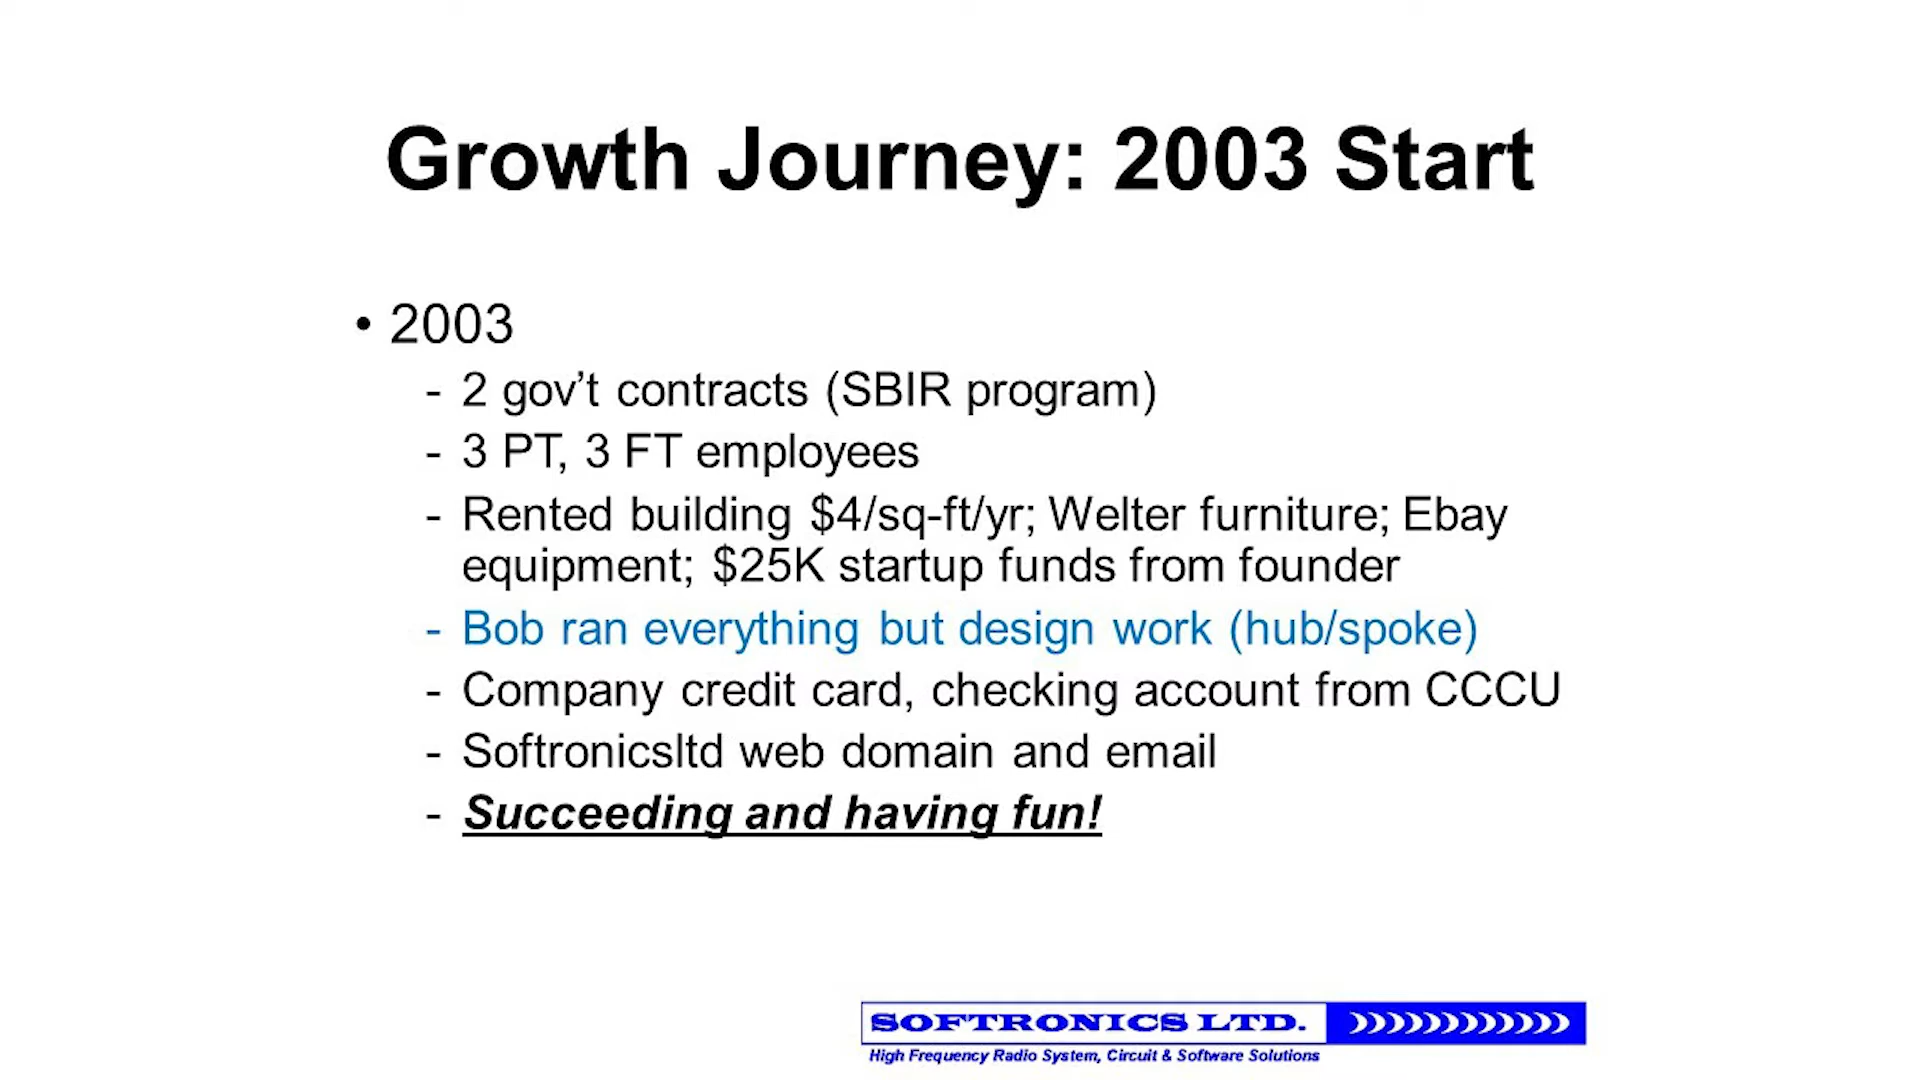 Growth Journey: 2003 Start
• 2003
- 2 gov’t contracts (SBIR program)
- 3 PT, 3 FT employees
- Rented building $4/sq-ft/yr; Welter furniture; Ebay
equipment; $25K startup funds from founder
- Bob ran everything but design work (hub/spoke)
- Company credit card, checking account from CCCU
- Softronicsltd web domain and email
- Succeeding and having fun!
SOFTRONICS LTD.
High Frequency Radio System, Circuit & Software Solutions